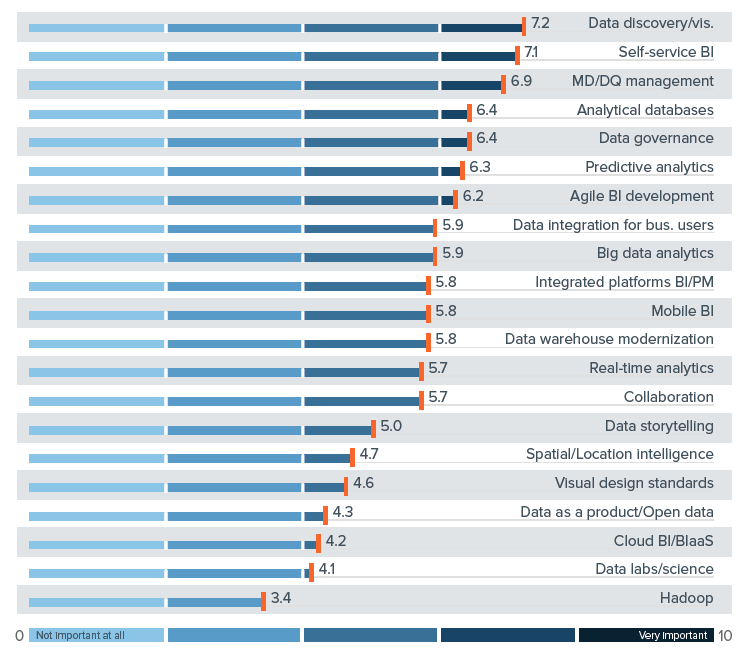 7.2 Data discovery/vis.
7.1 Self-service BI
6.9 MD/DQ management
6.4 Analytical databases
6.4 Data governance
6.3 Predictive analytics
6.2 Agile BI development
5.9 Data integration for bus. users
5.9 Big data analytics
5.8 Integrated platforms BI/PM
5.8 Mobile BI
5.8 Data warehouse modernization
5.7 Real-time analytics
5.7 Collaboration
5.0 Data storytelling
4.7 Spatial/Location intelligence
4.6 Visual design standards
4.3 Data as a product/Open data
4.2 Cloud BI/BIaaS
4.1 Data labs/science
3.4 Hadoop
0 Not important at all Very important 10